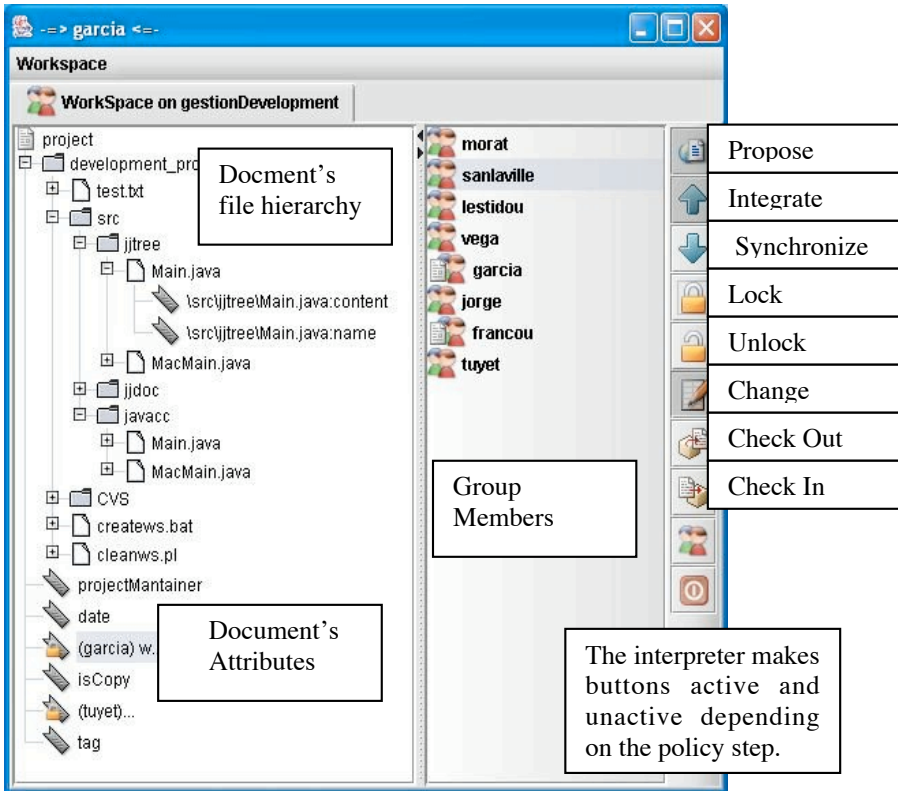 -=> garcia <=-
Workspace
WorkSpace on gestionDevelopment
project
development_pro
test.txt
src
jjtree
Main.java
\src\jjtree\Main.java:content
\src\jjtree\Main.java:name
MacMain.java
jjdoc
javacc
Main.java
MacMain.java
CVS
createws.bat
cleanws.pl
projectMantainer
date
(garcia) w..
isCopy
(tuyet)...
tag
Docment's
file hierarchy
Document's
Attributes
morat
sanlaville
lestidou
vega
garcia
jorge
francou
tuyet
Group
Members
Propose
Integrate
Synchronize
Lock
Unlock
Change
Check Out
Check In
The interpreter makes
buttons active and
unactive depending
on the policy step.